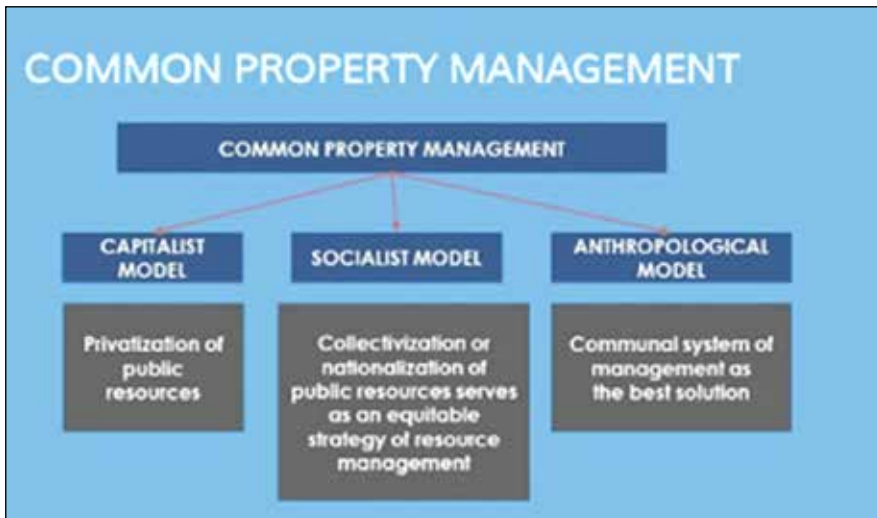 COMMON PROPERTY MANAGEMENT
COMMON PROPERTY MANAGEMENT
CAPITALIST
MODEL
Privatization of
public
resources
SOCIALIST MODEL
Collectivization or
nationalization of
public resources serves
as an equitable
strategy of resource
management
ANTHROPOLOGICAL
MODEL
Communal system of
management as
the best solution